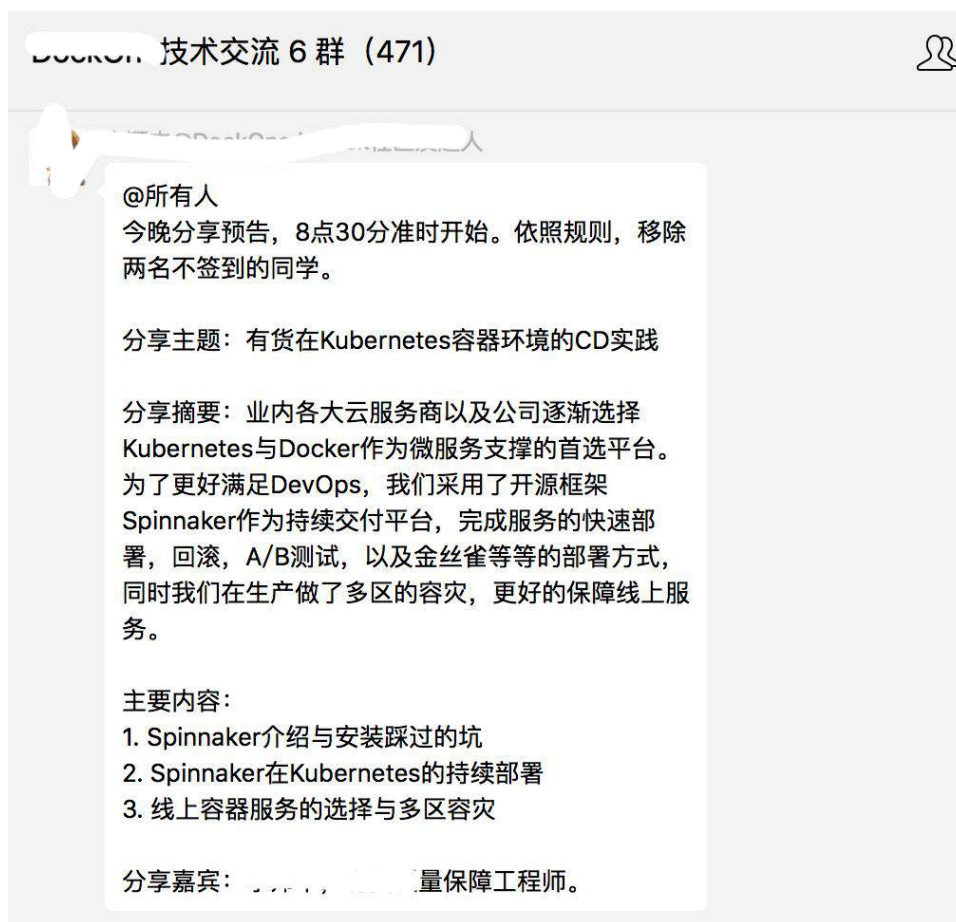 技术交流 6 群（471）
@所有人
今晚分享预告，8点30分准时开始。依照规则，移除
两名不签到的同学。
分享主题：有货在Kubernetes容器环境的CD实践
分享摘要：业内各大云服务商以及公司逐渐选择
Kubernetes与Docker作为微服务支撑的首选平台。
为了更好满足DevOps，我们采用了开源框架
Spinnaker作为持续交付平台，完成服务的快速部
署，回滚，A/B测试，以及金丝雀等等的部署方式，
同时我们在生产做了多区的容灾，更好的保障线上服
务。
主要内容：
1. Spinnaker介绍与安装踩过的坑
2. Spinnaker在Kubernetes的持续部署
3. 线上容器服务的选择与多区容灾
分享嘉宾：量保障工程师。